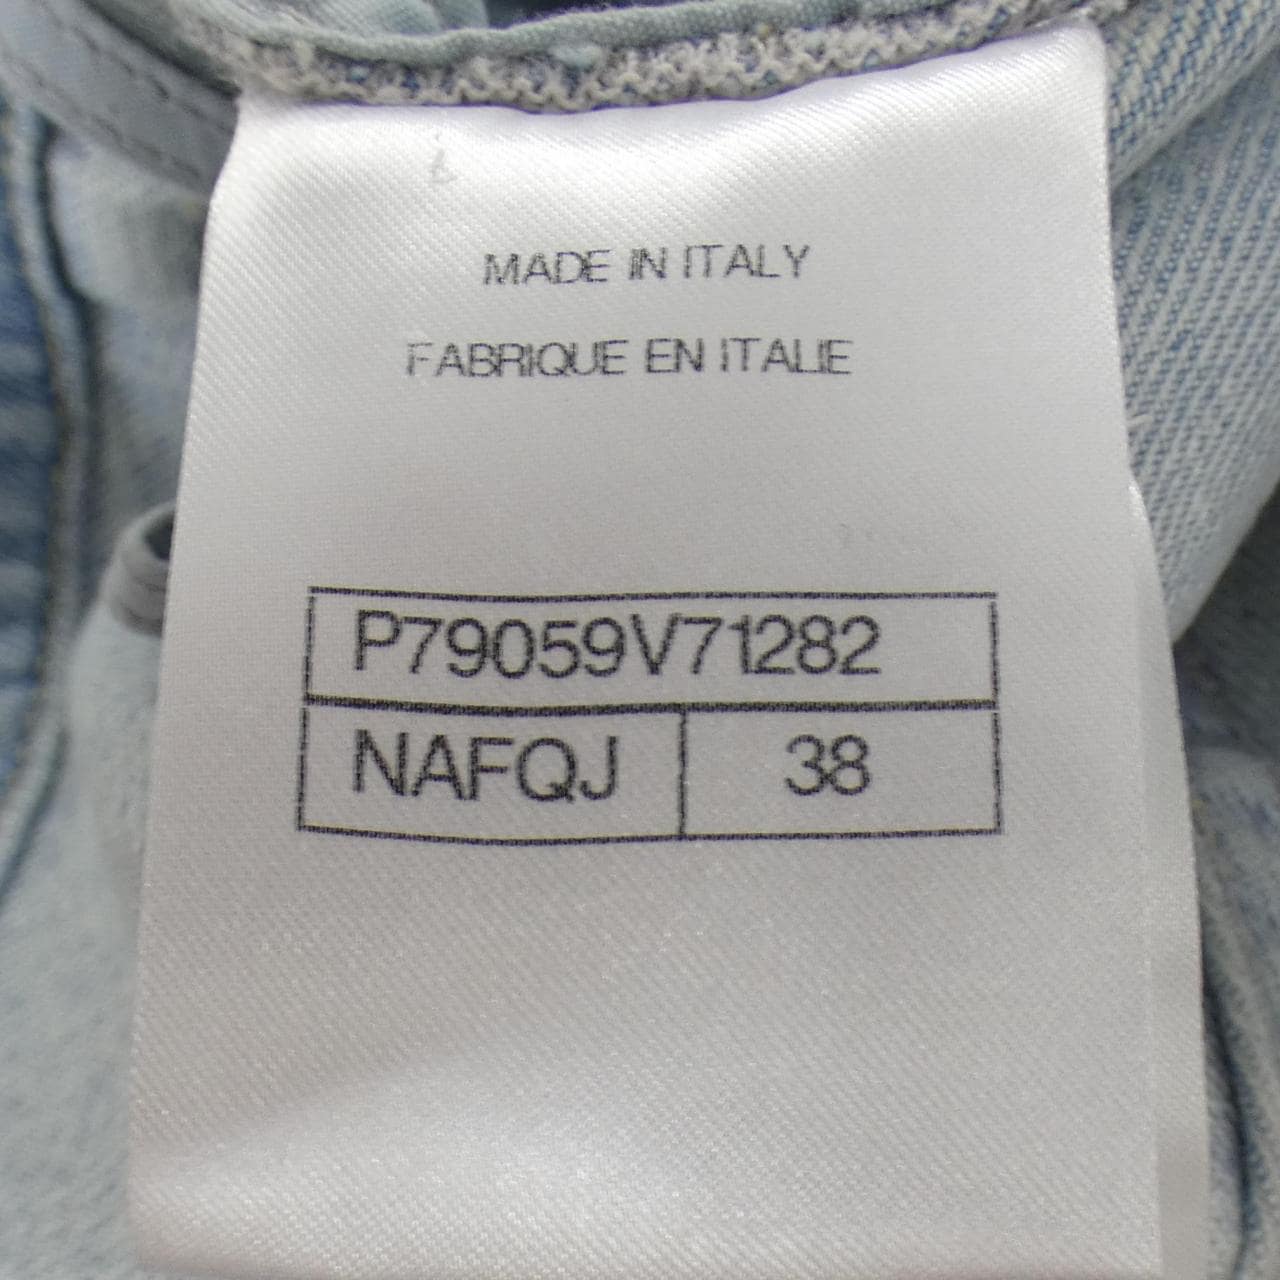 MADE IN ITALY
FABRIQUE EN ITALIE
P79059V71282
NAFQJ 38